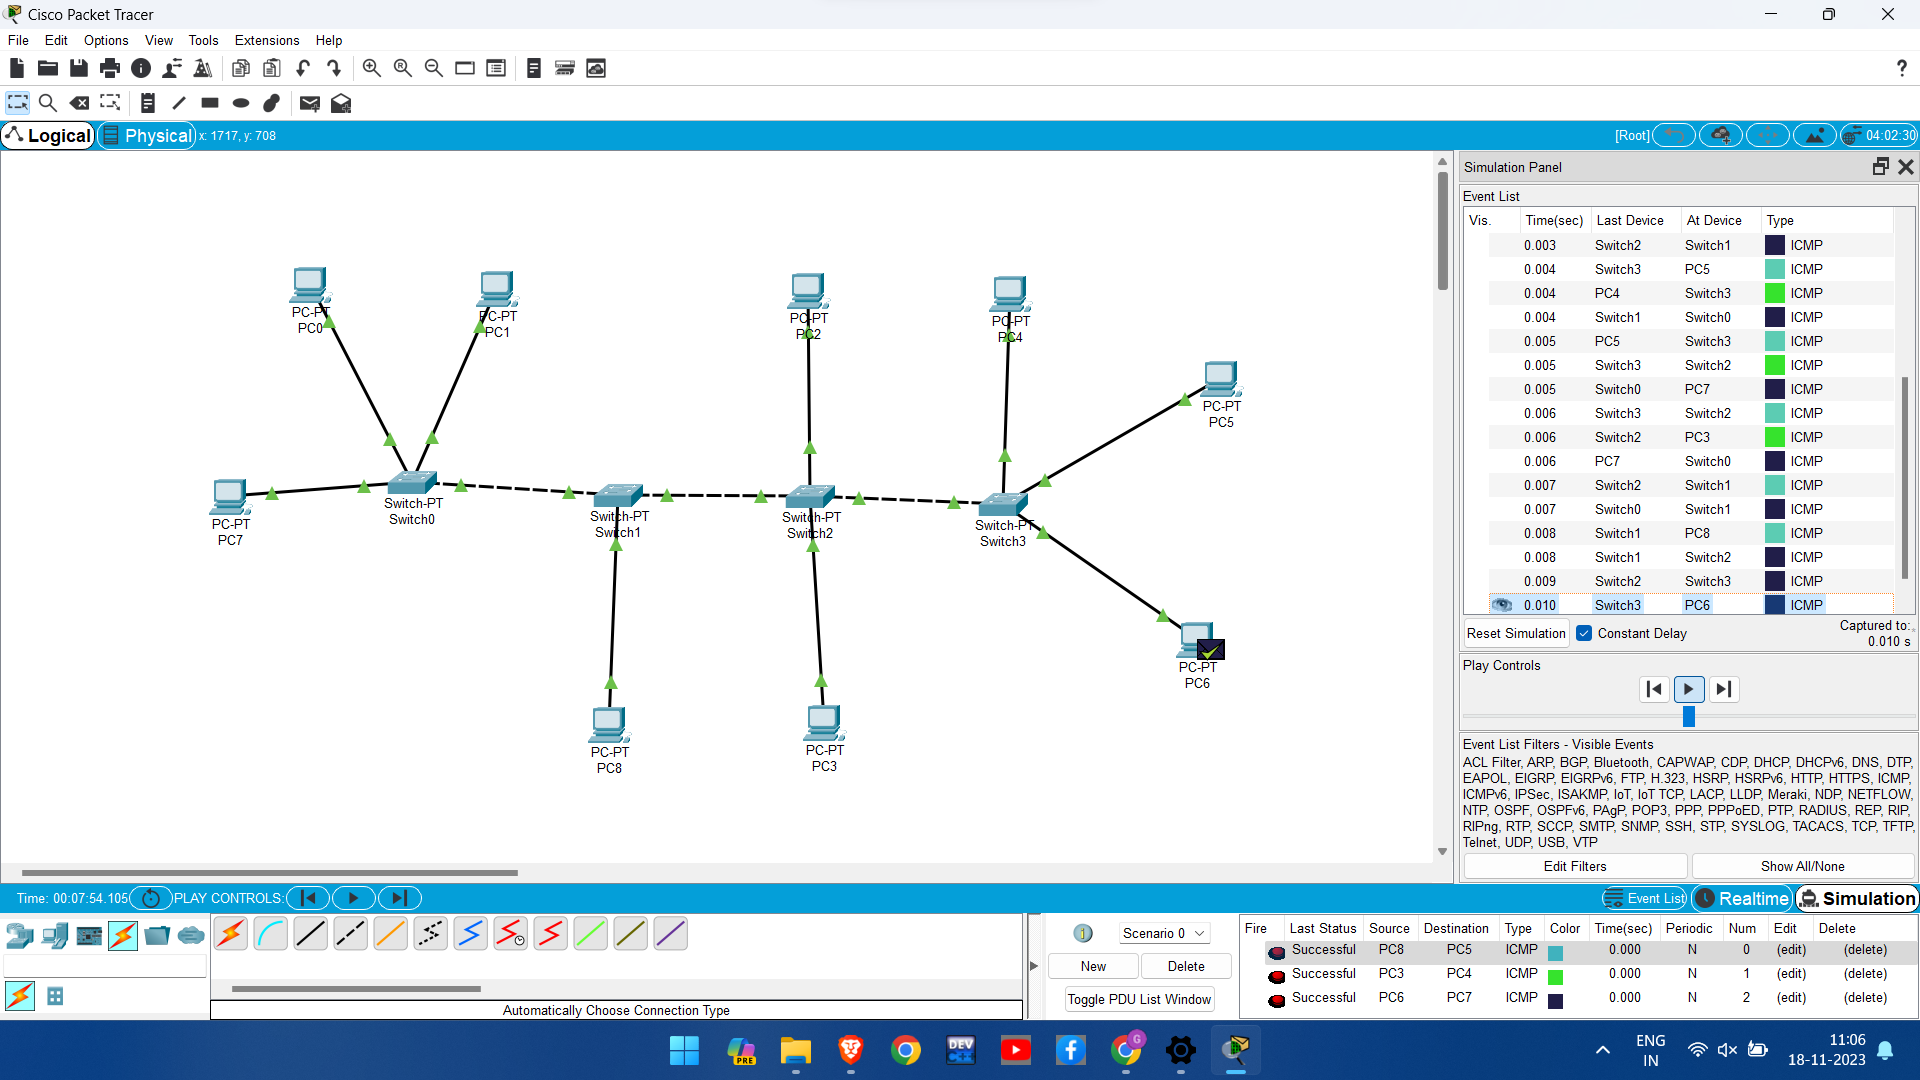 Cisco Packet Tracer
File Edit Options View Tools Extensions Help
?
Logical Physical x: 1717, y: 708 [Root] 04:02:30
Simulation Panel
Event List
Vis. Time(sec) Last Device At Device Type
0.003 Switch2 Switch1 ICMP
0.004 Switch3 PC5 ICMP
0.004 PC4 Switch3 ICMP
0.004 Switch1 Switch0 ICMP
0.005 PC5 Switch3 ICMP
0.005 Switch3 Switch2 ICMP
0.005 Switch0 PC7 ICMP
0.006 Switch3 Switch2 ICMP
0.006 Switch2 PC3 ICMP
0.006 PC7 Switch0 ICMP
0.007 Switch2 Switch1 ICMP
0.007 Switch0 Switch1 ICMP
0.008 Switch1 PC8 ICMP
0.008 Switch1 Switch2 ICMP
0.009 Switch2 Switch3 ICMP
0.010 Switch3 PC6 ICMP
Reset Simulation Constant Delay Captured to:
0.010 s
Play Controls
Event List Filters - Visible Events
ACL Filter, ARP, BGP, Bluetooth, CAPWAP, CDP, DHCP, DHCPv6, DNS, DTP,
EAPOL, EIGRP, EIGRPv6, FTP, H.323, HSRP, HSRPv6, HTTP, HTTPS, ICMP,
ICMPv6, IPSec, ISAKMP, IoT, IoT TCP, LACP, LLDP, Meraki, NDP, NETFLOW,
NTP, OSPF, OSPFv6, PAgP, POP3, PPP, PPPoED, PTP, RADIUS, REP, RIP,
RIPng, RTP, SCCP, SMTP, SNMP, SSH, STP, SYSLOG, TACACS, TCP, TFTP,
Telnet, UDP, USB, VTP
Edit Filters Show All/None
PC-PT
PC0
PC-PT
PC1
PC-PT
PC2
PC-PT
PC4
PC-PT
PC5
PC-PT
PC7
Switch-PT
Switch0
Switch-PT
Switch1
Switch-PT
Switch2
Switch-PT
Switch3
PC-PT
PC6
PC-PT
PC8
PC-PT
PC3
Time: 00:07:54.105 PLAY CONTROLS: Event List Realtime Simulation
Automatically Choose Connection Type
Scenario 0
New Delete
Toggle PDU List Window
Fire Last Status Source Destination Type Color Time(sec) Periodic Num Edit Delete
Successful PC8 PC5 ICMP 0.000 N 0 (edit) (delete)
Successful PC3 PC4 ICMP 0.000 N 1 (edit) (delete)
Successful PC6 PC7 ICMP 0.000 N 2 (edit) (delete)
PRE
DEV
C++
G
ENG
IN
11:06
18-11-2023